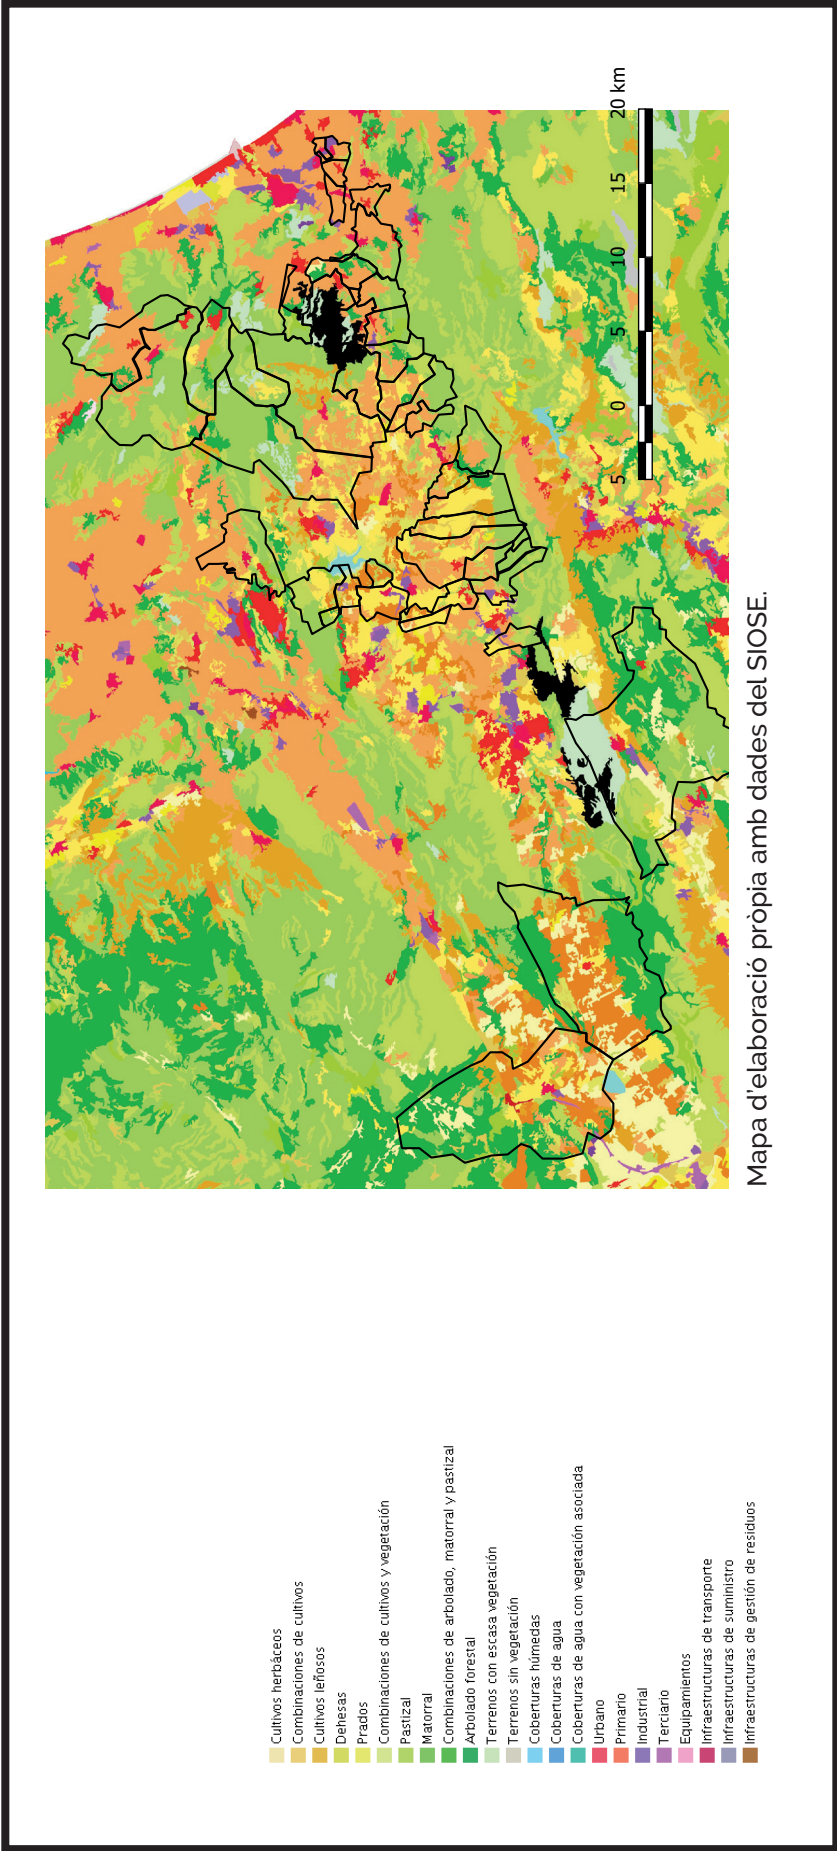 Cultivos herbáceos
Combinaciones de cultivos
Cultivos leñosos
Dehesas
Prados
Combinaciones de cultivos y vegetación
Pastizal
Matorral
Combinaciones de arbolado, matorral y pastizal
Arbolado forestal
Terrenos con escasa vegetación
Terrenos sin vegetación
Coberturas húmedas
Coberturas de agua
Coberturas de agua con vegetación asociada
Urbano
Primario
Industrial
Terciario
Equipamientos
Infraestructuras de transporte
Infraestructuras de suministro
Infraestructuras de gestión de residuos
5 0 5 10 15 20 km
Mapa d'elaboració pròpia amb dades del SIOSE.